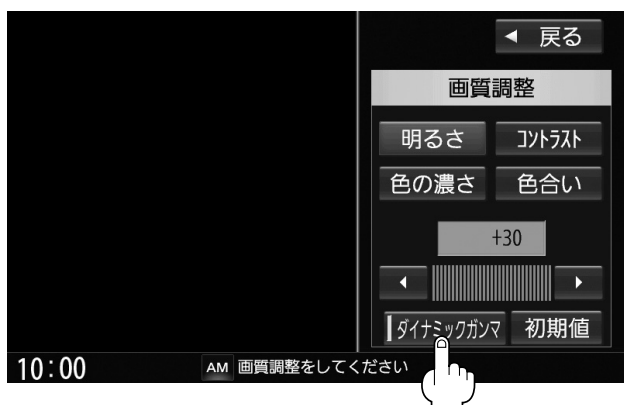 戻る
画質調整
明るさ コントラスト
色の濃さ 色合い
+30
ダイナミックガンマ 初期値
10:00 AM 画質調整をしてください